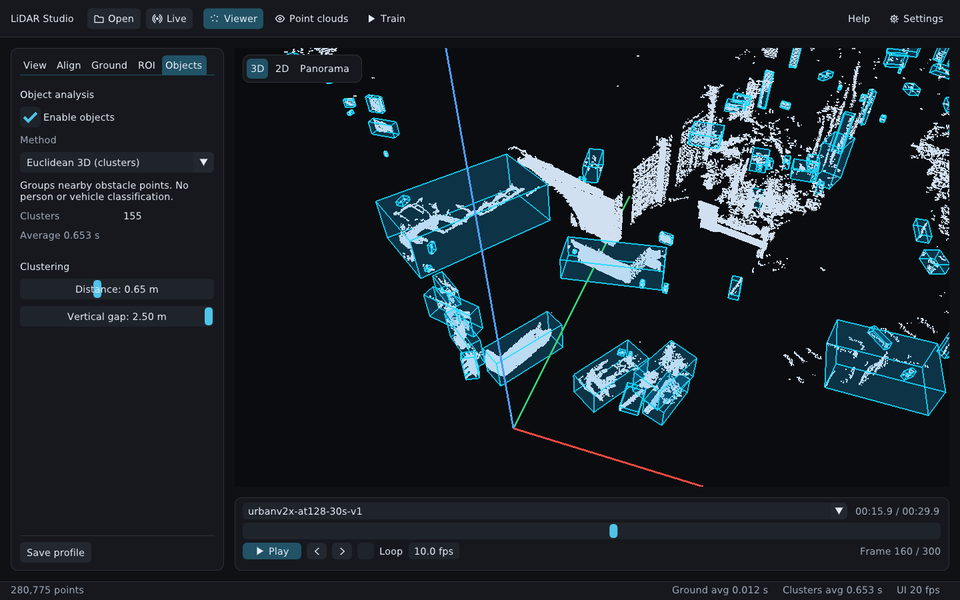 LiDAR Studio Open Live Viewer Point clouds Train Help Settings
View Align Ground ROI Objects
Object analysis
Enable objects
Method
Euclidean 3D (clusters)
Groups nearby obstacle points. No
person or vehicle classification.
Clusters 155
Average 0.653 s
Clustering
Distance: 0.65 m
Vertical gap: 2.50 m
Save profile
3D 2D Panorama
urbanv2x-at128-30s-v1 00:15.9 / 00:29.9
Play < > Loop 10.0 fps Frame 160 / 300
280,775 points Ground avg 0.012 s Clusters avg 0.653 s UI 20 fps